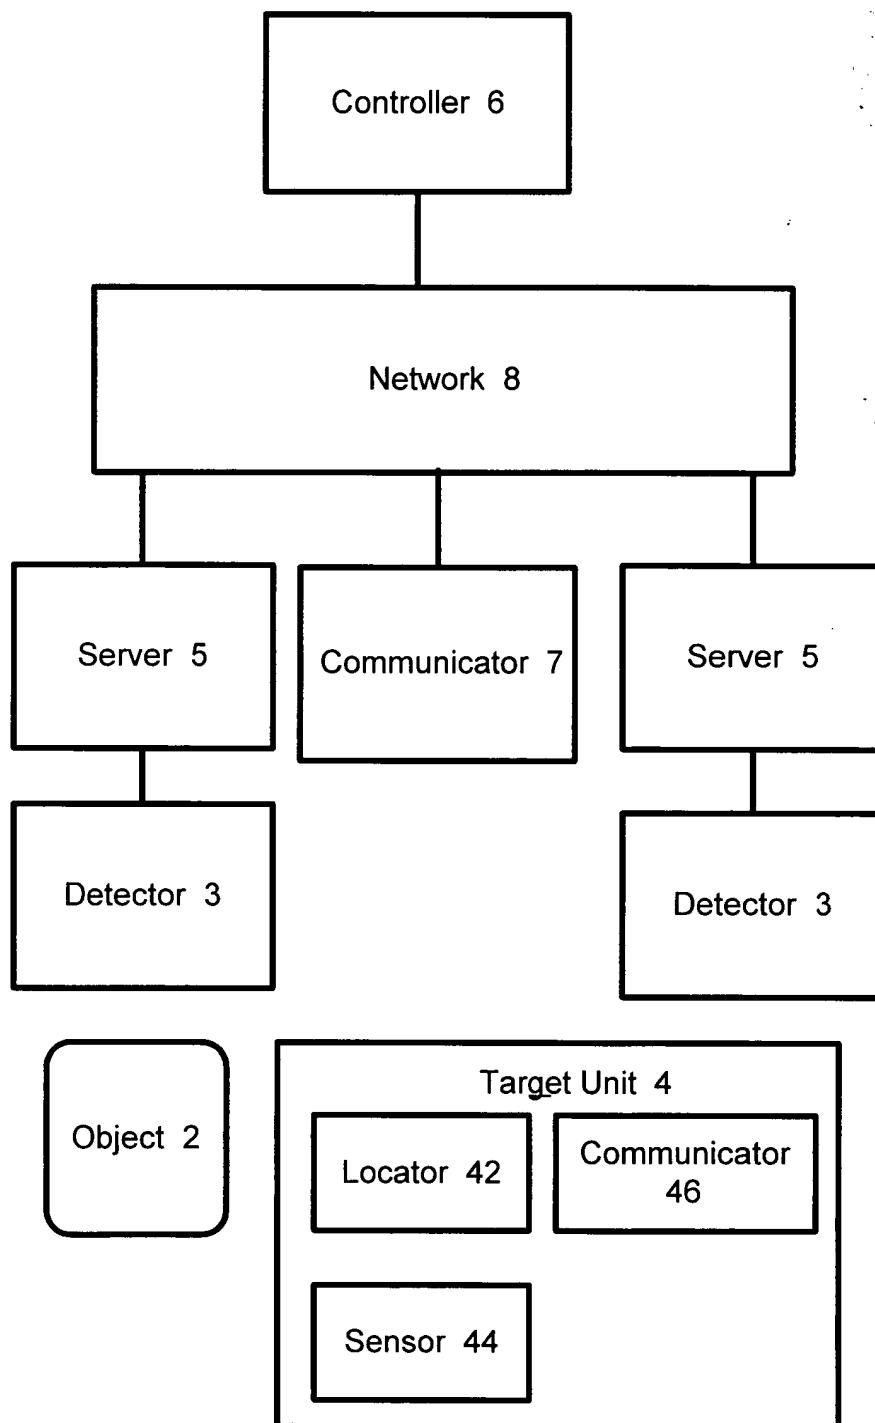 Controller 6
Network 8
Server 5
Communicator 7
Server 5
Detector 3
Detector 3
Object 2
Target Unit 4
Locator 42
Communicator
46
Sensor 44